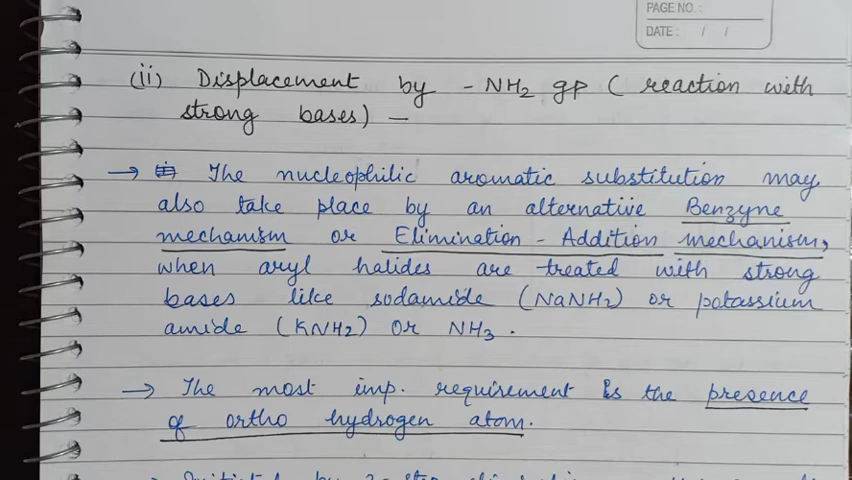 PAGE NO.:
DATE: / /
(ii) Displacement by - NH2 gp ( reaction with
strong bases) —
→ The nucleophilic aromatic substitution may
also take place by an alternative Benzyne
mechanism or Elimination - Addition mechanism,
when aryl halides are treated with strong
bases like sodamide (NaNH2) or potassium
amide (KNH2) or NH3.
→ The most imp. requirement is the presence
of ortho hydrogen atom.